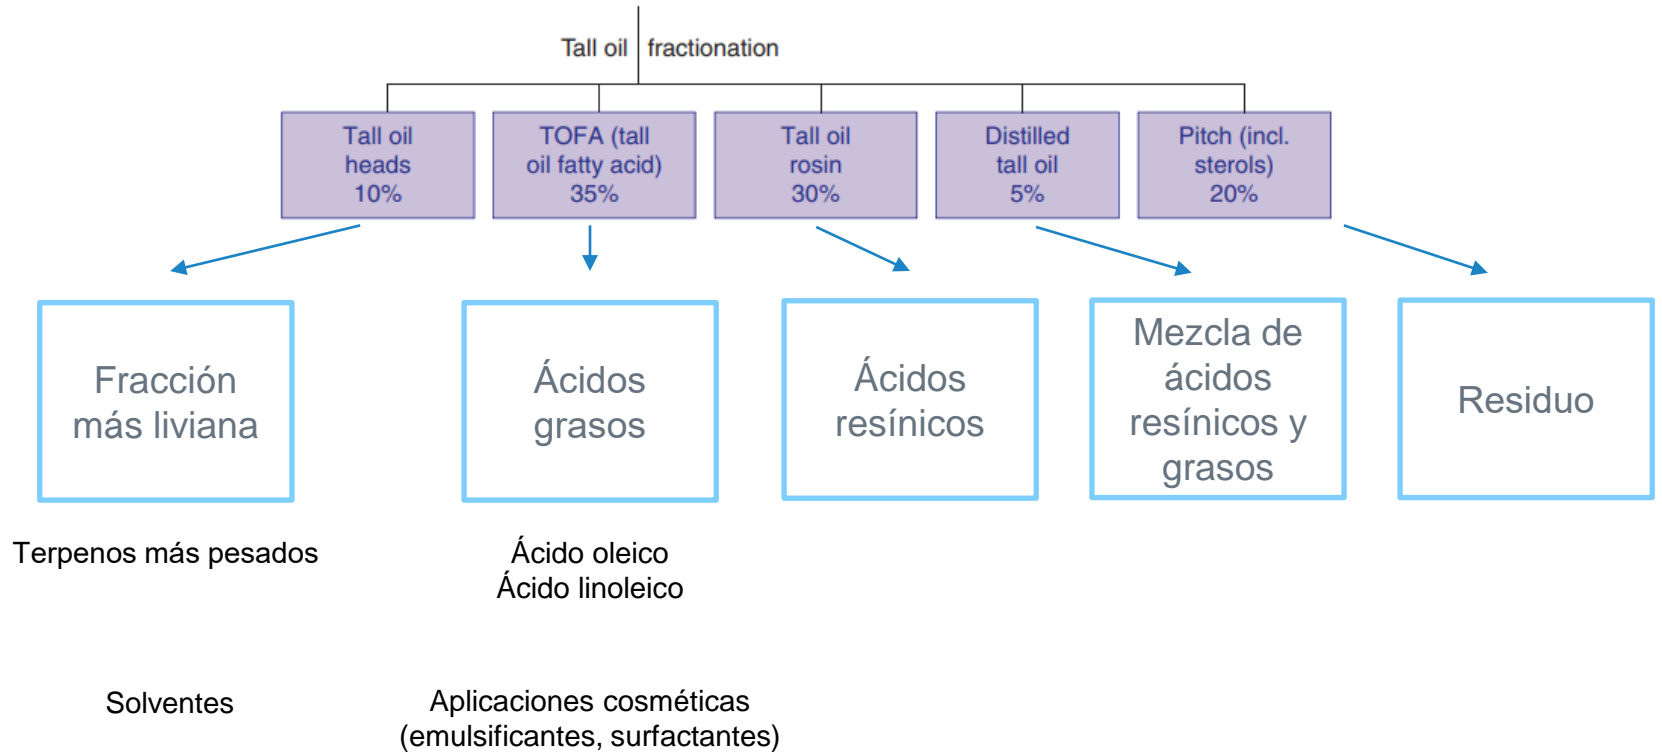 Tall oil fractionation
Tall oil
heads
10%
TOFA (tall
oil fatty acid)
35%
Tall oil
rosin
30%
Distilled
tall oil
5%
Pitch (incl.
sterols)
20%
Fracción
más liviana
Ácidos
grasos
Ácidos
resínicos
Mezcla de
ácidos
resínicos y
grasos
Residuo
Terpenos más pesados
Ácido oleico
Ácido linoleico
Solventes
Aplicaciones cosméticas
(emulsificantes, surfactantes)